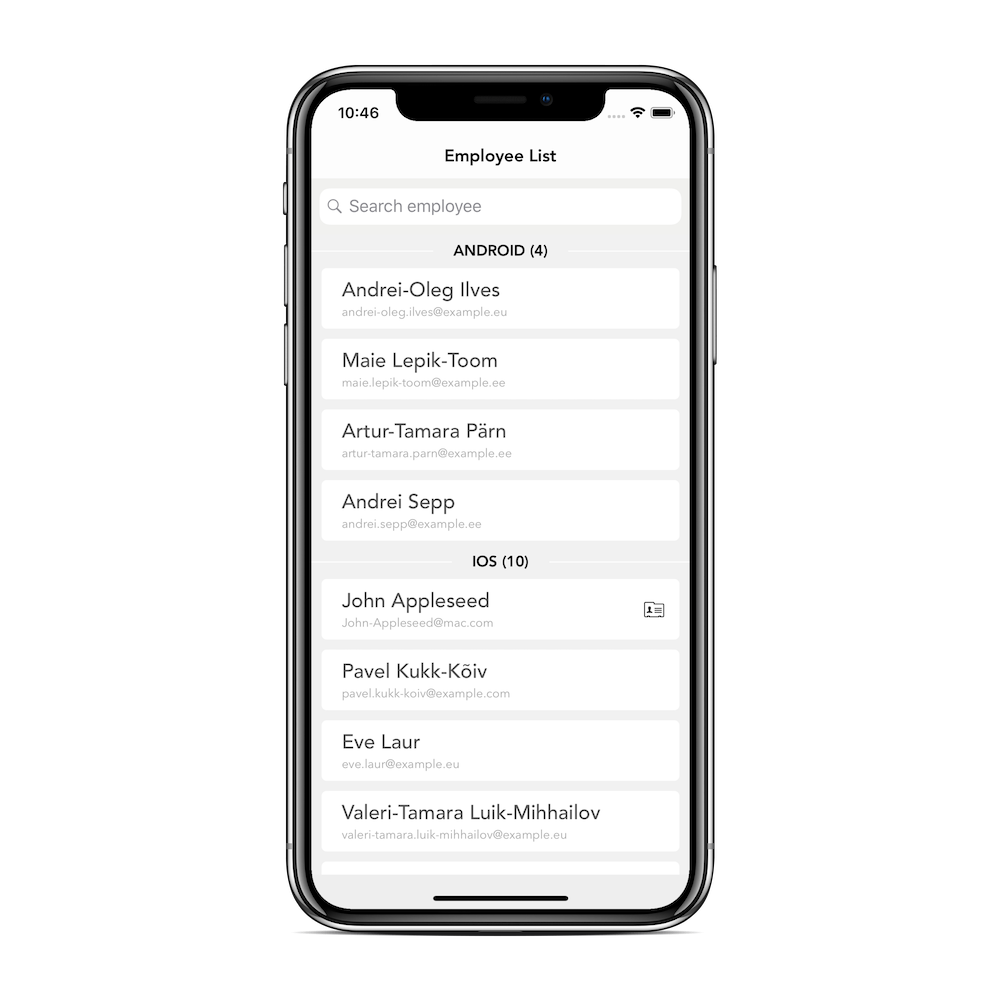 10:46
Employee List
Search employee
ANDROID (4)
Andrei-Oleg Ilves
andrei-oleg.ilves@example.eu
Maie Lepik-Toom
maie.lepik-toom@example.ee
Artur-Tamara Pärn
artur-tamara.parn@example.ee
Andrei Sepp
andrei.sepp@example.ee
IOS (10)
John Appleseed
John-Appleseed@mac.com
Pavel Kukk-Kõiv
pavel.kukk-koiv@example.com
Eve Laur
eve.laur@example.eu
Valeri-Tamara Luik-Mihhailov
valeri-tamara.luik-mihhailov@example.eu